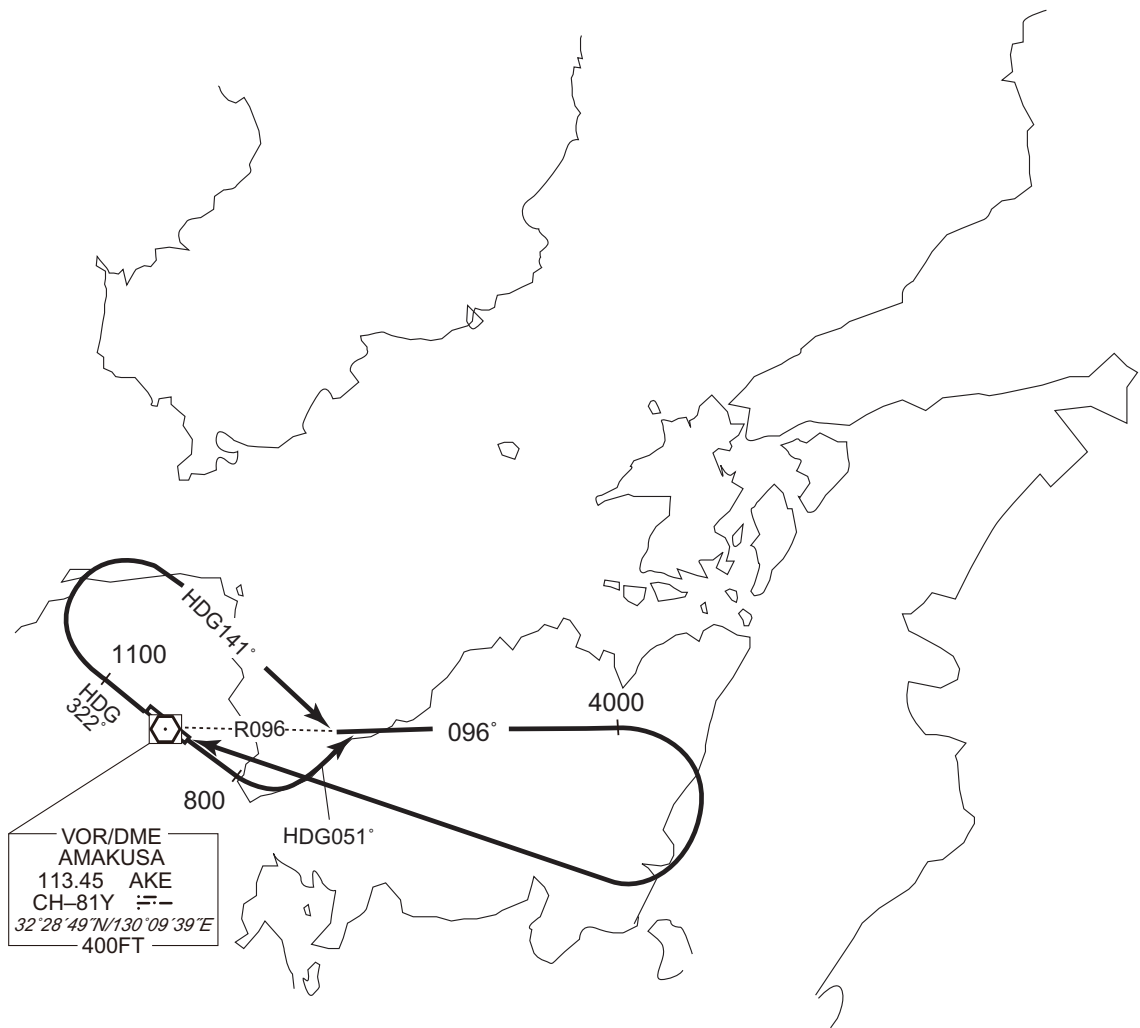 HDG141°
1100
HDG
322°
4000
R096
096°
800
HDG051°
VOR/DME
AMAKUSA
113.45 AKE
CH–81Y
32°28′49″N/130°09′39″E
400FT